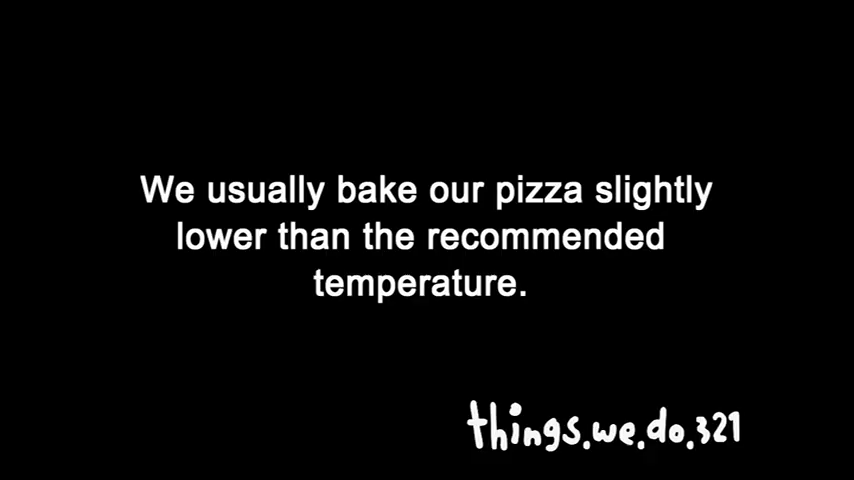 We usually bake our pizza slightly
lower than the recommended
temperature.
things.we.do.321